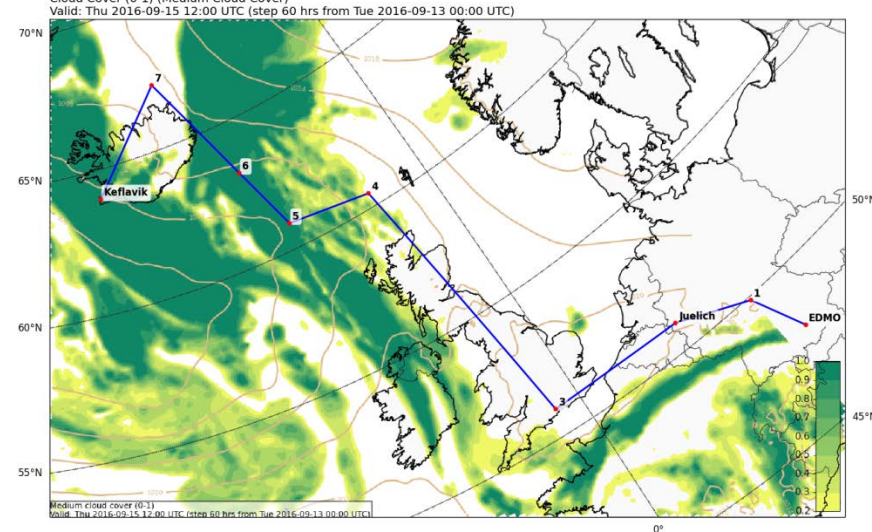 Cloud Cover (0-1) (Medium Cloud Cover)
Valid: Thu 2016-09-15 12:00 UTC (step 60 hrs from Tue 2016-09-13 00:00 UTC)
70°N
7
6
4
65°N
Keflavik
50°N
5
1
Juelich
EDMO
60°N
1.0
0.9
0.8
0.7
0.6
0.5
0.4
0.3
0.2
3
45°N
55°N
Medium cloud cover (0-1)
Valid: Thu 2016-09-15 12:00 UTC (step 60 hrs from Tue 2016-09-13 00:00 UTC)
0°